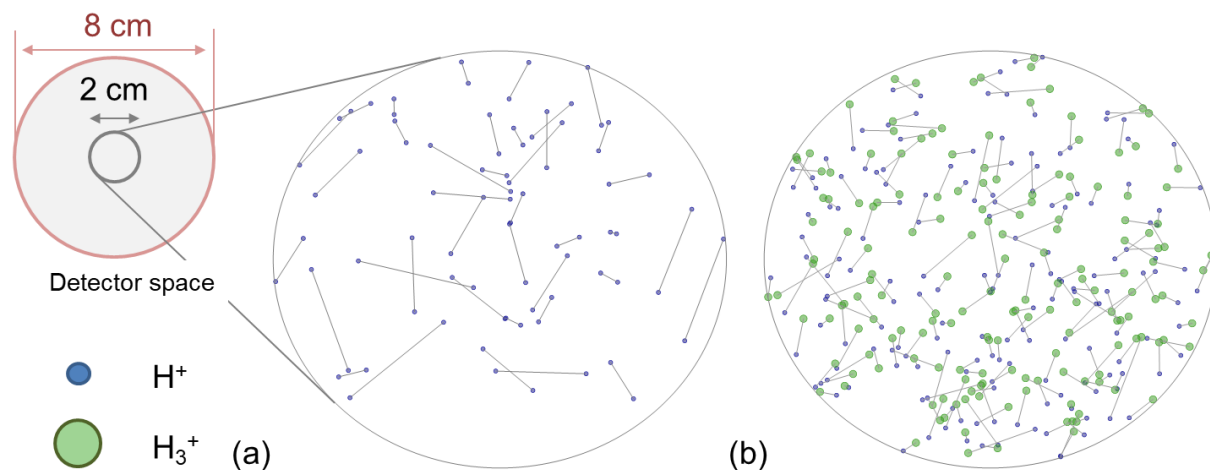 8 cm
2 cm
Detector space
H⁺
H₃⁺
(a)
(b)